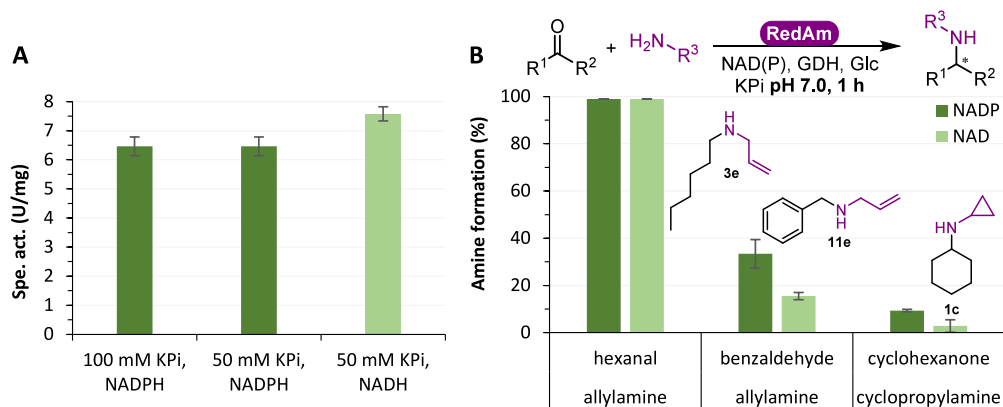 A
Spe. act. (U/mg)
8
7
6
5
4
3
2
1
0
100 mM KPi, NADPH
50 mM KPi, NADPH
50 mM KPi, NADH
B
O
R1 R2
+
H2N R3
RedAm
NAD(P), GDH, Glc
KPi pH 7.0, 1 h
R3
NH
*
R1 R2
Amine formation (%)
100
80
60
40
20
0
NADP
NAD
H
N
3e
N
H
11e
HN
1c
hexanal benzaldehyde cyclohexanone
allylamine allylamine cyclopropylamine